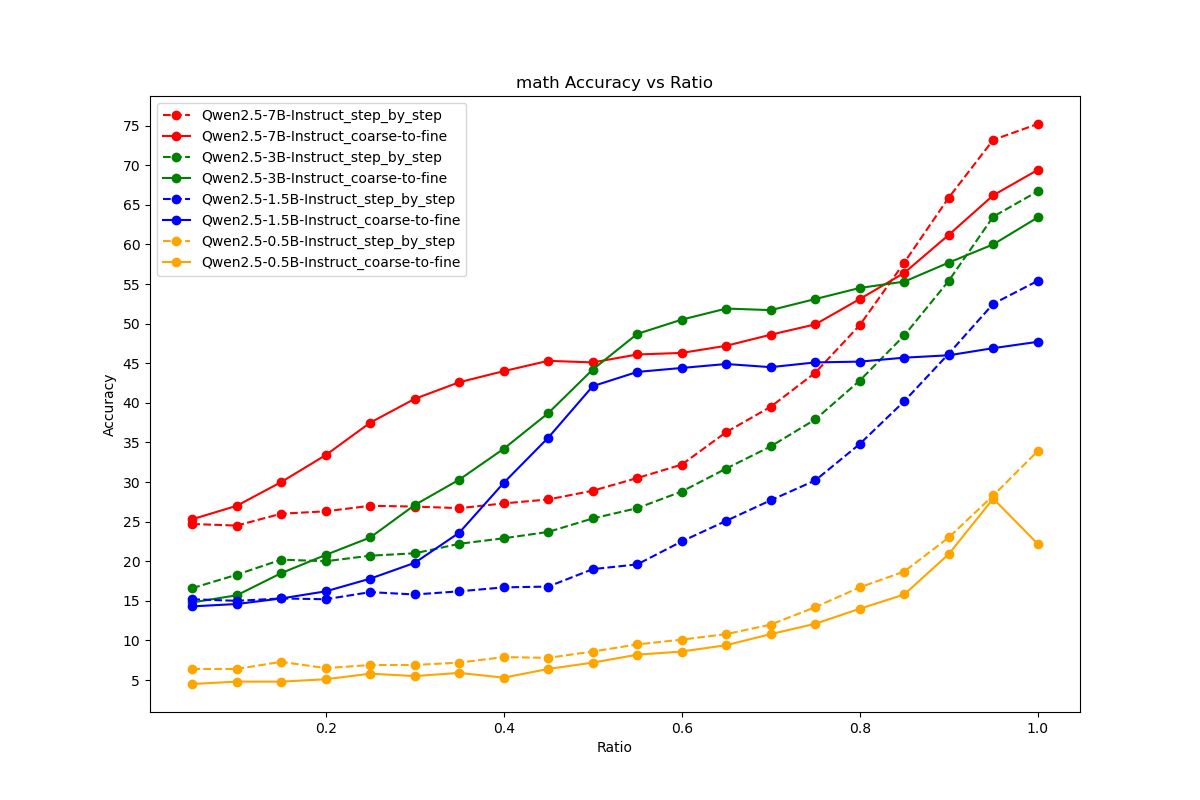 math Accuracy vs Ratio
Qwen2.5-7B-Instruct_step_by_step
Qwen2.5-7B-Instruct_coarse-to-fine
Qwen2.5-3B-Instruct_step_by_step
Qwen2.5-3B-Instruct_coarse-to-fine
Qwen2.5-1.5B-Instruct_step_by_step
Qwen2.5-1.5B-Instruct_coarse-to-fine
Qwen2.5-0.5B-Instruct_step_by_step
Qwen2.5-0.5B-Instruct_coarse-to-fine
Accuracy
75
70
65
60
55
50
45
40
35
30
25
20
15
10
5
0.2 0.4 0.6 0.8 1.0
Ratio